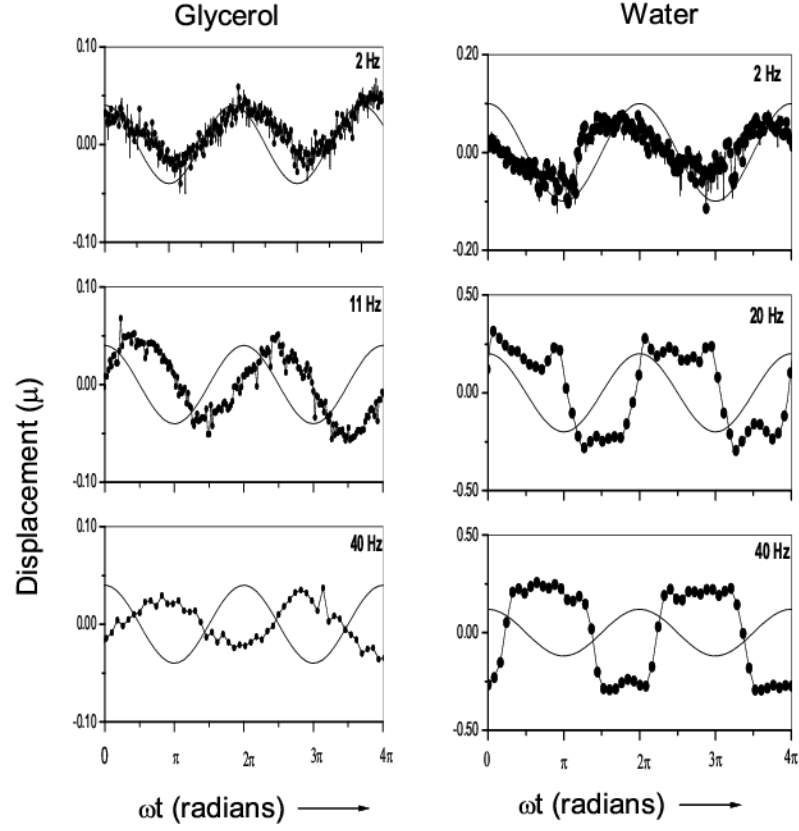 Glycerol
Water
0.10
0.00
-0.10
2 Hz
0.20
0.00
-0.20
2 Hz
0.10
0.00
-0.10
11 Hz
0.50
0.00
-0.50
20 Hz
0.10
0.00
-0.10
40 Hz
0.50
0.00
-0.50
40 Hz
Displacement (μ)
0 π 2π 3π 4π
0 π 2π 3π 4π
ωt (radians)
ωt (radians)